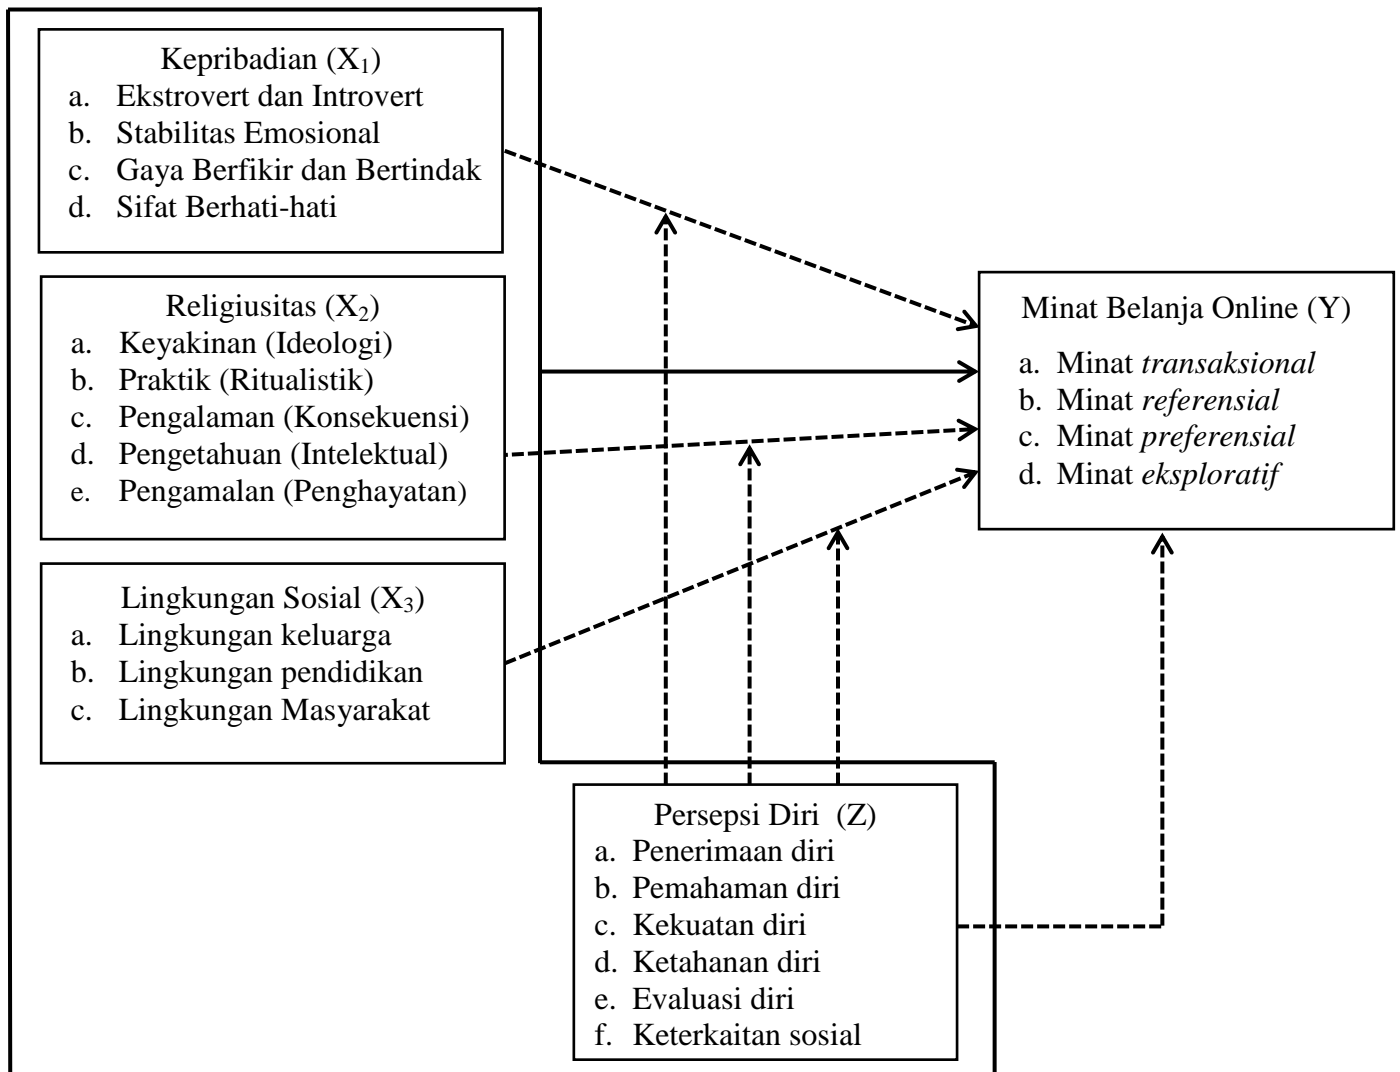 Kepribadian (X₁)
a. Ekstrovert dan Introvert
b. Stabilitas Emosional
c. Gaya Berfikir dan Bertindak
d. Sifat Berhati-hati
Religiusitas (X₂)
a. Keyakinan (Ideologi)
b. Praktik (Ritualistik)
c. Pengalaman (Konsekuensi)
d. Pengetahuan (Intelektual)
e. Pengamalan (Penghayatan)
Lingkungan Sosial (X₃)
a. Lingkungan keluarga
b. Lingkungan pendidikan
c. Lingkungan Masyarakat
Minat Belanja Online (Y)
a. Minat transaksional
b. Minat referensial
c. Minat preferensial
d. Minat eksploratif
Persepsi Diri (Z)
a. Penerimaan diri
b. Pemahaman diri
c. Kekuatan diri
d. Ketahanan diri
e. Evaluasi diri
f. Keterkaitan sosial